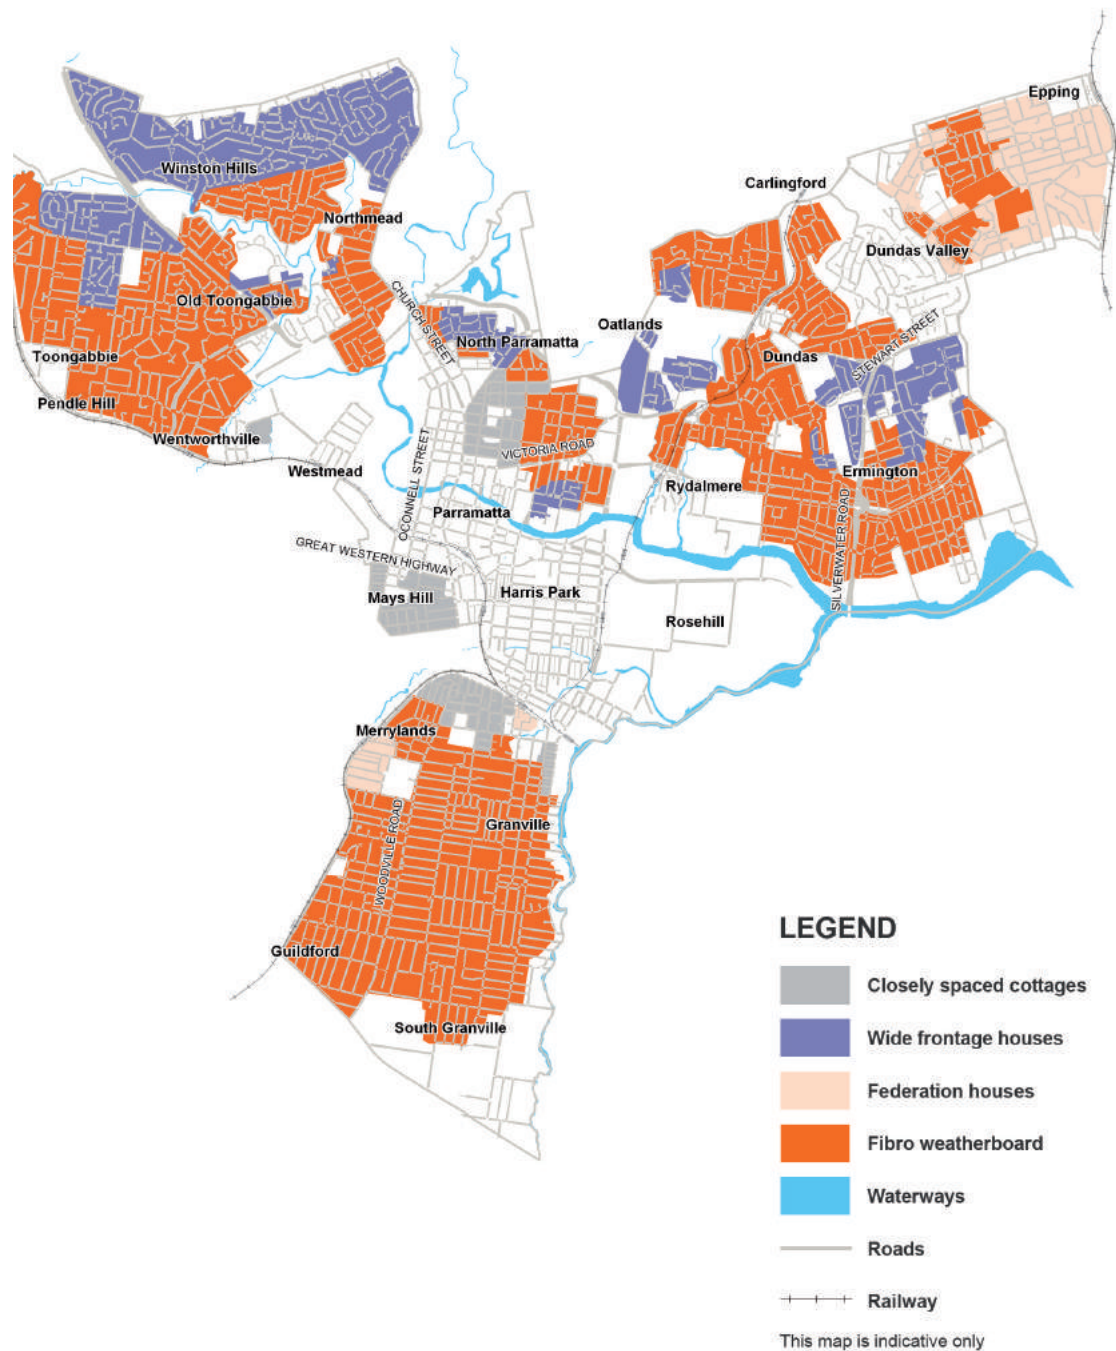 Epping
Winston Hills
Carlingford
Northmead
Dundas Valley
CHURCH STREET
Old Toongabbie
Oatlands
STEWART STREET
North Parramatta
Toongabbie
Dundas
Pendle Hill
Wentworthville
VICTORIA ROAD
Westmead
OCONNELL STREET
Ermington
Rydalmere
Parramatta
SILVERWATER ROAD
GREAT WESTERN HIGHWAY
Mays Hill
Harris Park
Rosehill
Merrylands
Granville
WOODVILLE ROAD
Guildford
South Granville
LEGEND
Closely spaced cottages
Wide frontage houses
Federation houses
Fibro weatherboard
Waterways
Roads
Railway
This map is indicative only